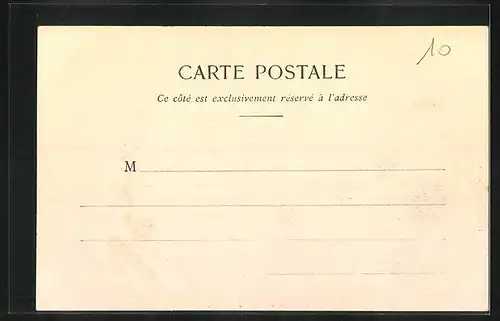 10
CARTE POSTALE
Ce côté est exclusivement réservé à l'adresse
M